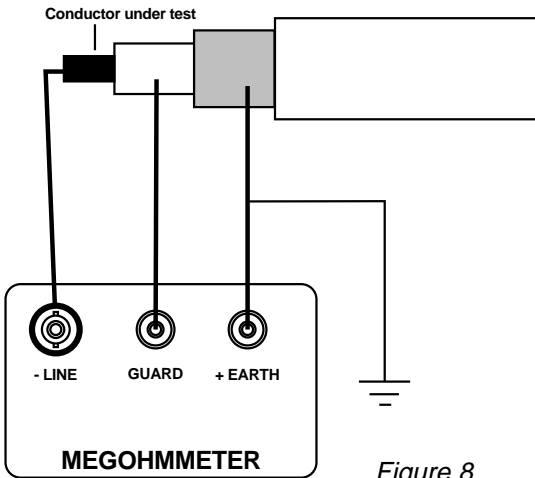 Conductor under test
- LINE
GUARD
+ EARTH
MEGOHMMETER
Figure 8